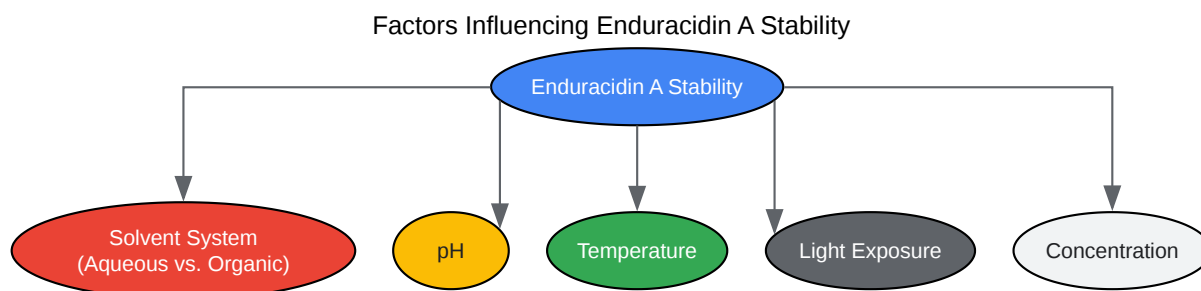 Factors Influencing Enduracidin A Stability
Enduracidin A Stability
Solvent System
(Aqueous vs. Organic)
pH
Temperature
Light Exposure
Concentration